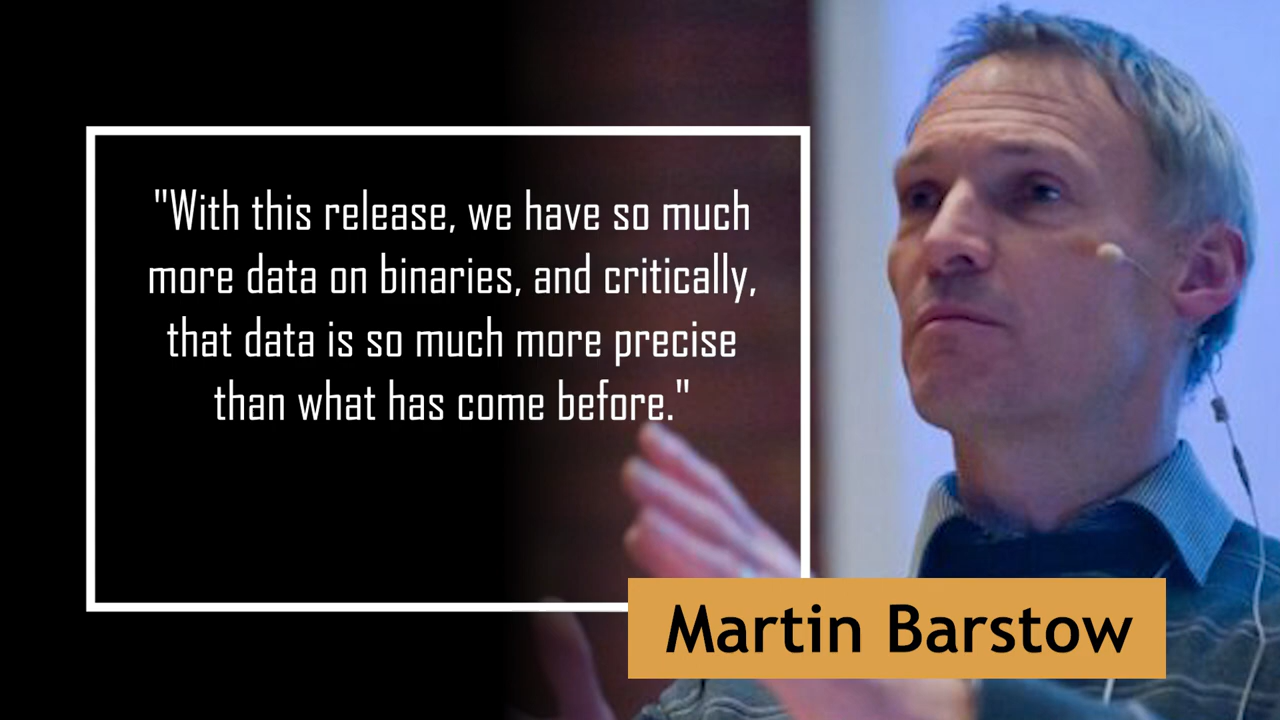 "With this release, we have so much
more data on binaries, and critically,
that data is so much more precise
than what has come before."
Martin Barstow